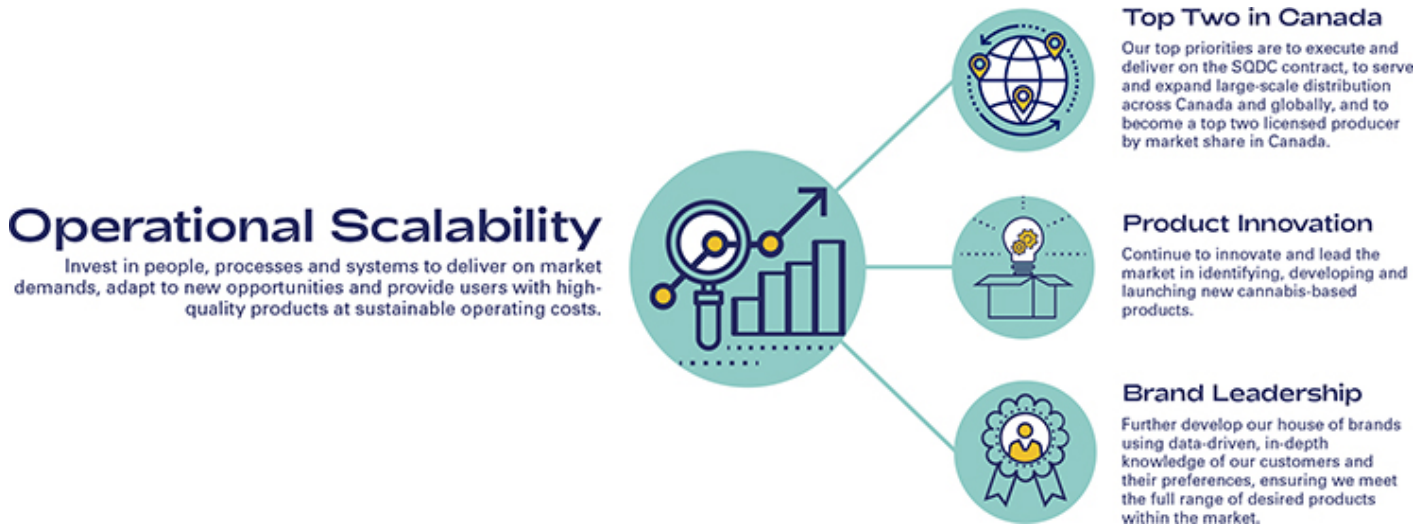 Operational Scalability
Invest in people, processes and systems to deliver on market
demands, adapt to new opportunities and provide users with high-
quality products at sustainable operating costs.
Top Two in Canada
Our top priorities are to execute and
deliver on the SQDC contract, to serve
and expand large-scale distribution
across Canada and globally, and to
become a top two licensed producer
by market share in Canada.
Product Innovation
Continue to innovate and lead the
market in identifying, developing and
launching new cannabis-based
products.
Brand Leadership
Further develop our house of brands
using data-driven, in-depth
knowledge of our customers and
their preferences, ensuring we meet
the full range of desired products
within the market.